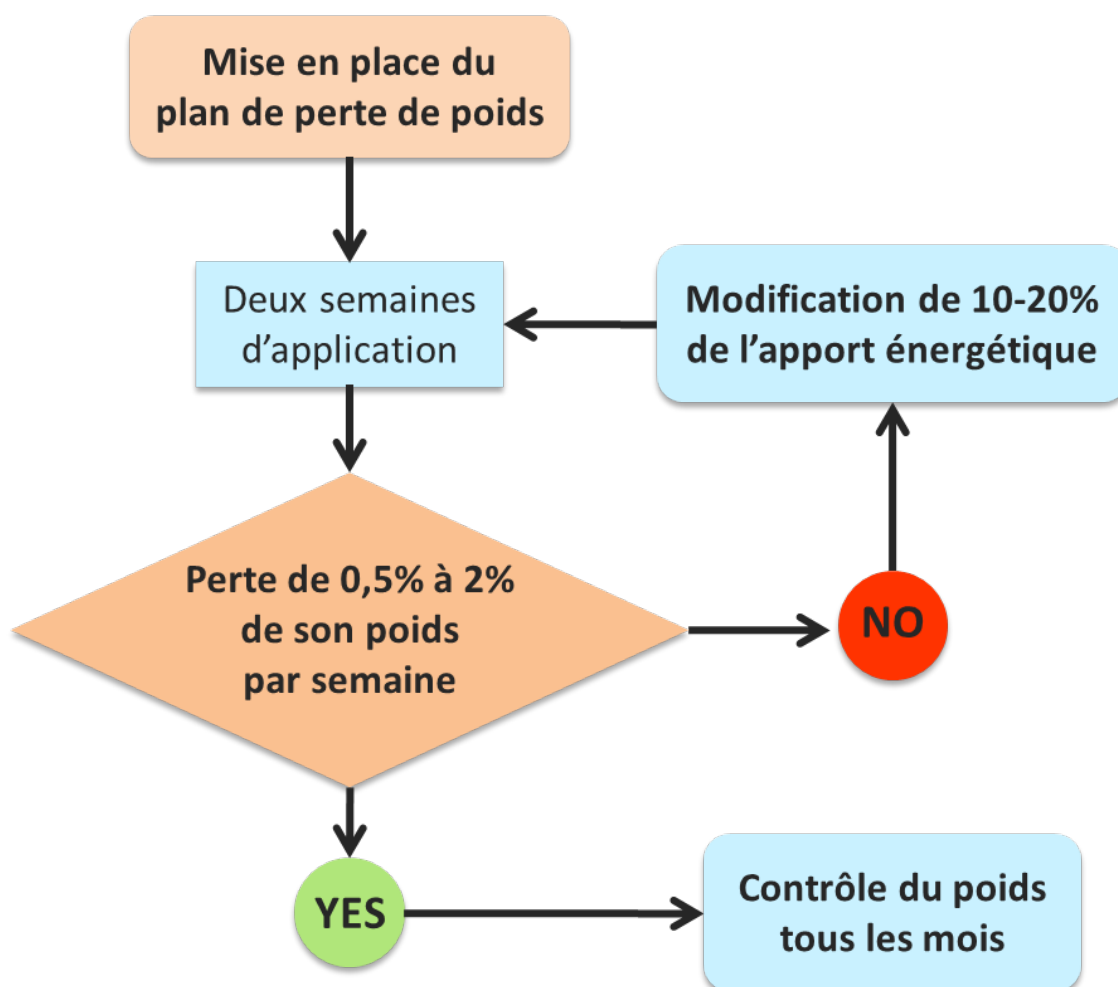 Mise en place du
plan de perte de poids
Deux semaines
d’application
Modification de 10-20%
de l’apport énergétique
Perte de 0,5% à 2%
de son poids
par semaine
NO
YES
Contrôle du poids
tous les mois